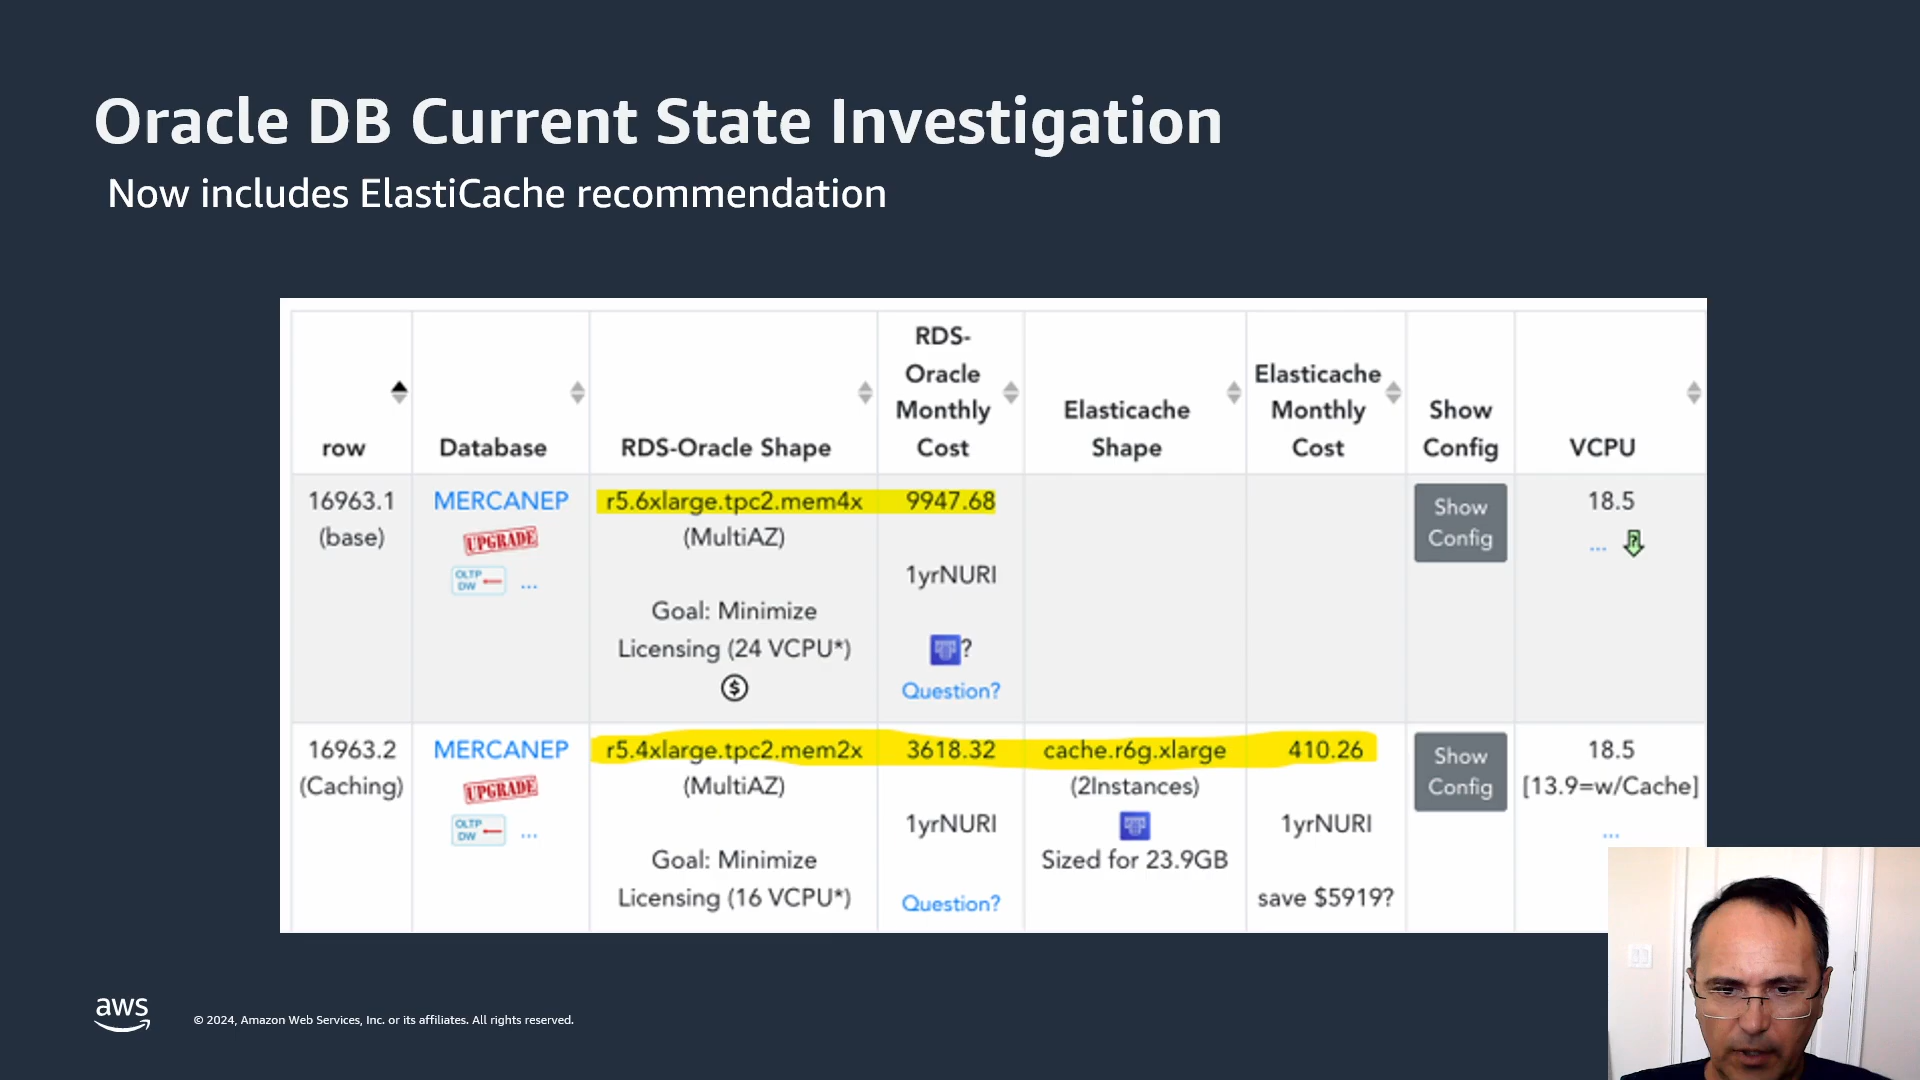 Oracle DB Current State Investigation
Now includes ElastiCache recommendation
row
Database
RDS-Oracle Shape
RDS-
Oracle
Monthly
Cost
Elasticache
Shape
Elasticache
Monthly
Cost
Show
Config
VCPU
16963.1
(base)
MERCANEP
UPGRADE
OLTP
DW
...
r5.6xlarge.tpc2.mem4x
(MultiAZ)
Goal: Minimize
Licensing (24 VCPU*)
$
9947.68
1yrNURI
?
Question?
Show
Config
18.5
... ?
16963.2
(Caching)
MERCANEP
UPGRADE
OLTP
DW
...
r5.4xlarge.tpc2.mem2x
(MultiAZ)
Goal: Minimize
Licensing (16 VCPU*)
3618.32
1yrNURI
Question?
cache.r6g.xlarge
(2Instances)
Sized for 23.9GB
410.26
1yrNURI
save $5919?
Show
Config
18.5
[13.9=w/Cache]
...
aws
© 2024, Amazon Web Services, Inc. or its affiliates. All rights reserved.